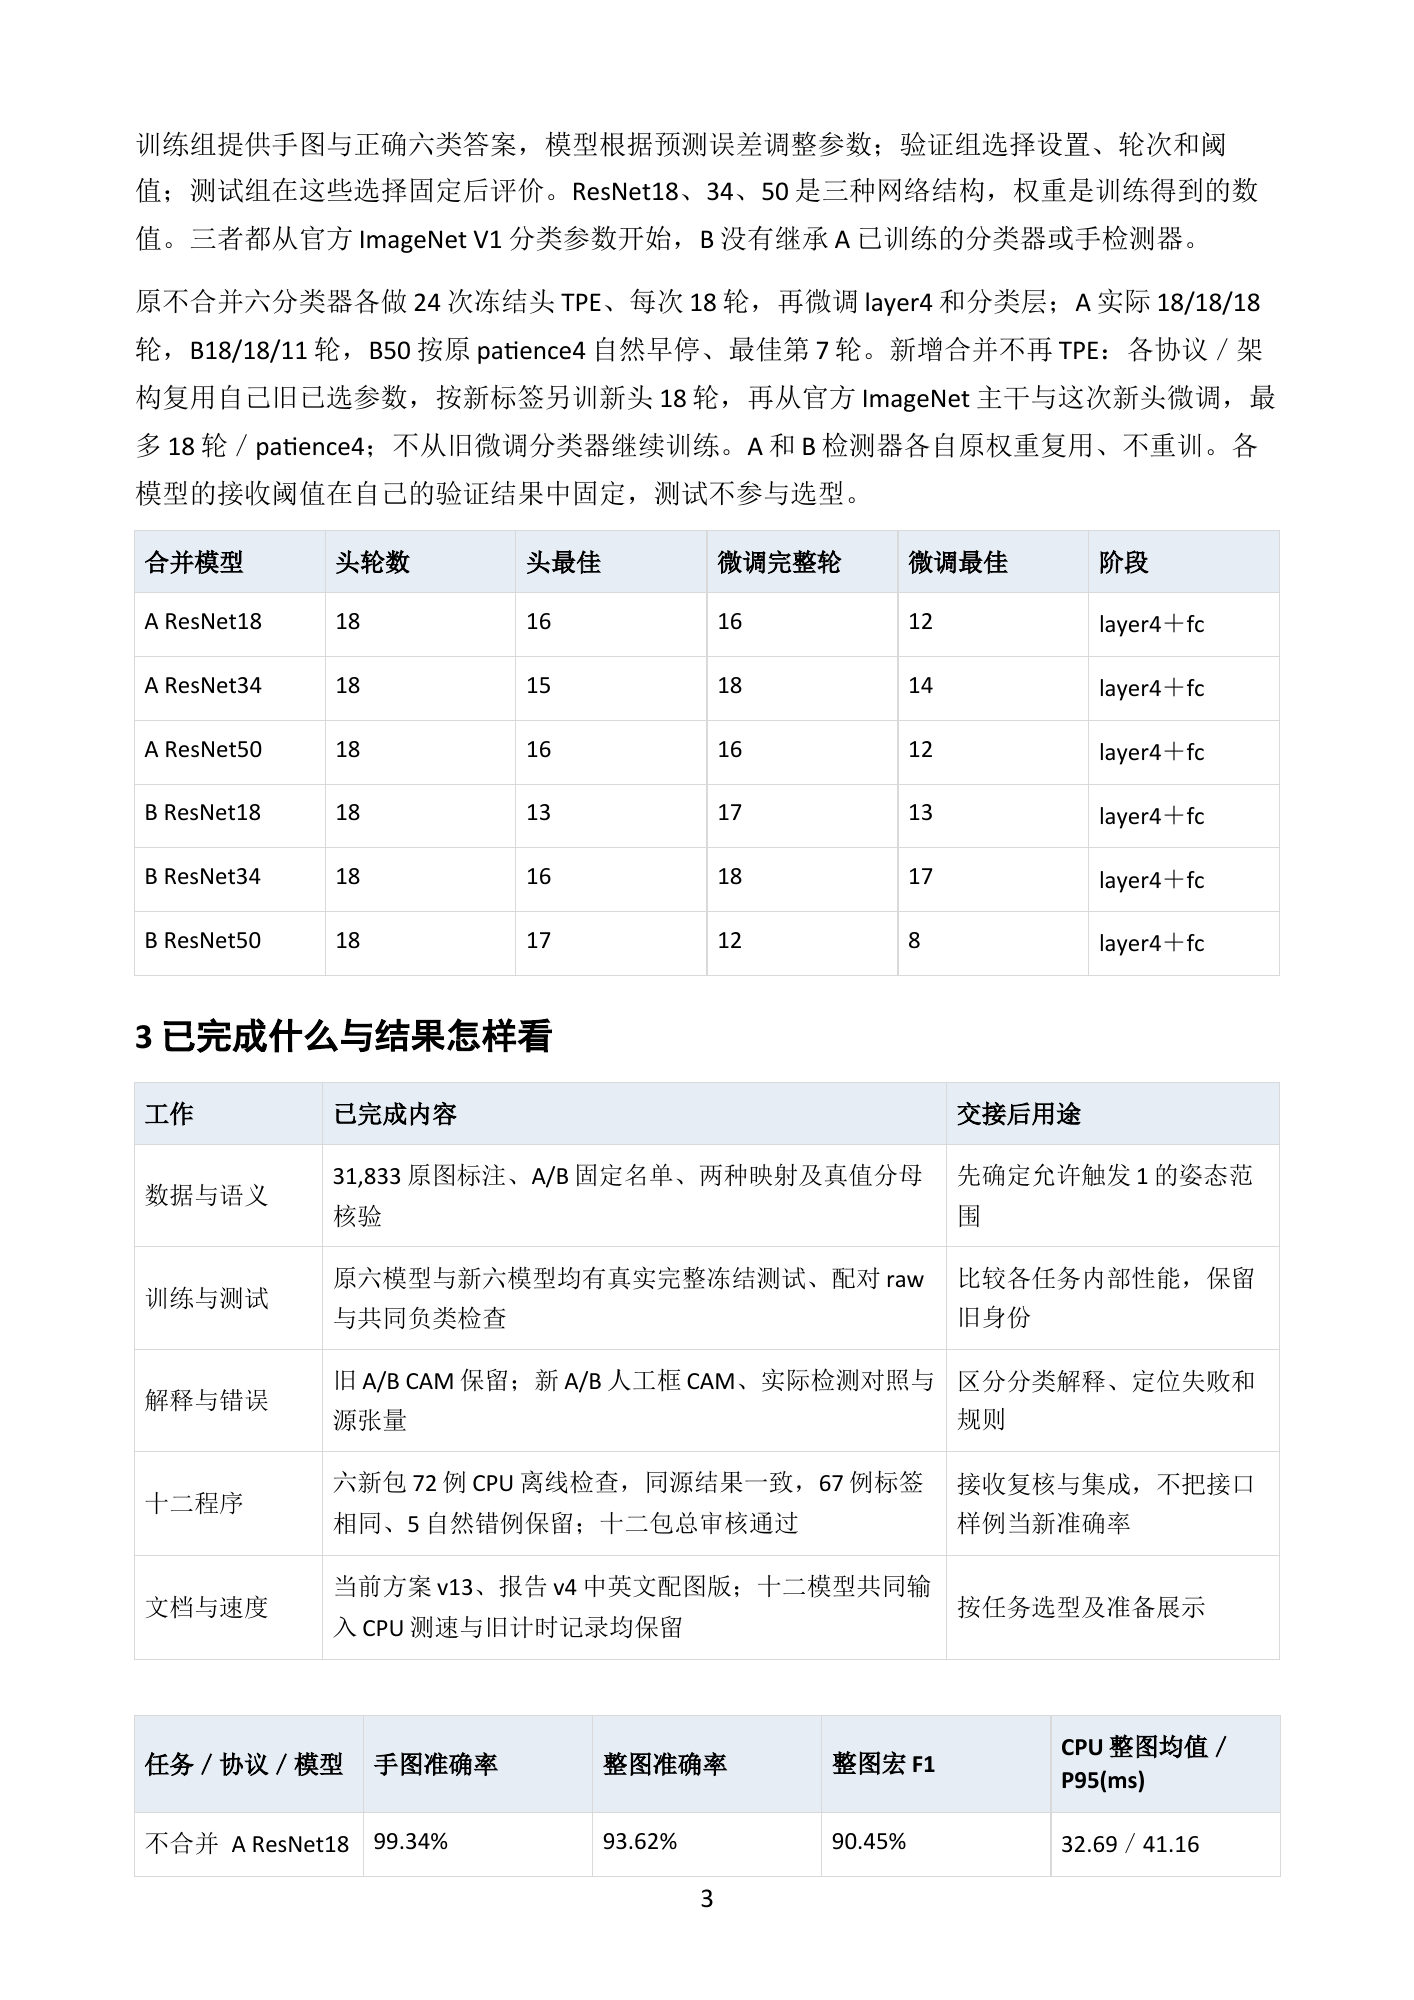 训练组提供手图与正确六类答案，模型根据预测误差调整参数；验证组选择设置、轮次和阈
值；测试组在这些选择固定后评价。ResNet18、34、50 是三种网络结构，权重是训练得到的数
值。三者都从官方 ImageNet V1 分类参数开始，B 没有继承 A 已训练的分类器或手检测器。
原不合并六分类器各做 24 次冻结头 TPE、每次 18 轮，再微调 layer4 和分类层；A 实际 18/18/18
轮，B18/18/11 轮，B50 按原 patience4 自然早停、最佳第 7 轮。新增合并不再 TPE：各协议／架
构复用自己旧已选参数，按新标签另训新头 18 轮，再从官方 ImageNet 主干与这次新头微调，最
多 18 轮／patience4；不从旧微调分类器继续训练。A 和 B 检测器各自原权重复用、不重训。各
模型的接收阈值在自己的验证结果中固定，测试不参与选型。
合并模型 头轮数 头最佳 微调完整轮 微调最佳 阶段
A ResNet18 18 16 16 12 layer4＋fc
A ResNet34 18 15 18 14 layer4＋fc
A ResNet50 18 16 16 12 layer4＋fc
B ResNet18 18 13 17 13 layer4＋fc
B ResNet34 18 16 18 17 layer4＋fc
B ResNet50 18 17 12 8 layer4＋fc
3 已完成什么与结果怎样看
工作 已完成内容 交接后用途
数据与语义
31,833 原图标注、A/B 固定名单、两种映射及真值分母
核验
先确定允许触发 1 的姿态范
围
训练与测试
原六模型与新六模型均有真实完整冻结测试、配对 raw
与共同负类检查
比较各任务内部性能，保留
旧身份
解释与错误
旧 A/B CAM 保留；新 A/B 人工框 CAM、实际检测对照与
源张量
区分分类解释、定位失败和
规则
十二程序
六新包 72 例 CPU 离线检查，同源结果一致，67 例标签
相同、5 自然错例保留；十二包总审核通过
接收复核与集成，不把接口
样例当新准确率
文档与速度
当前方案 v13、报告 v4 中英文配图版；十二模型共同输
入 CPU 测速与旧计时记录均保留
按任务选型及准备展示
任务／协议／模型 手图准确率 整图准确率 整图宏 F1
CPU 整图均值／
P95(ms)
不合并 A ResNet18 99.34% 93.62% 90.45% 32.69／41.16
3